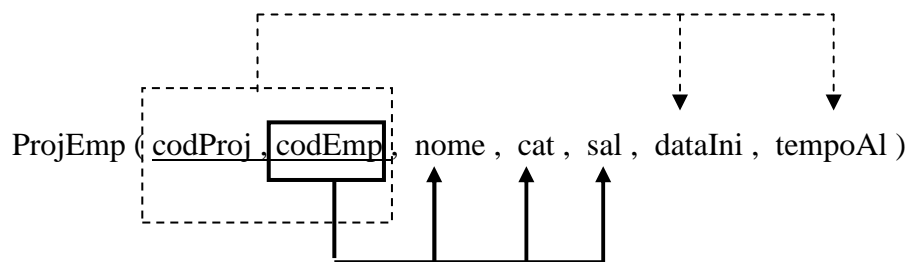 ProjEmp ( codProj , codEmp , nome , cat , sal , dataIni , tempoAl )